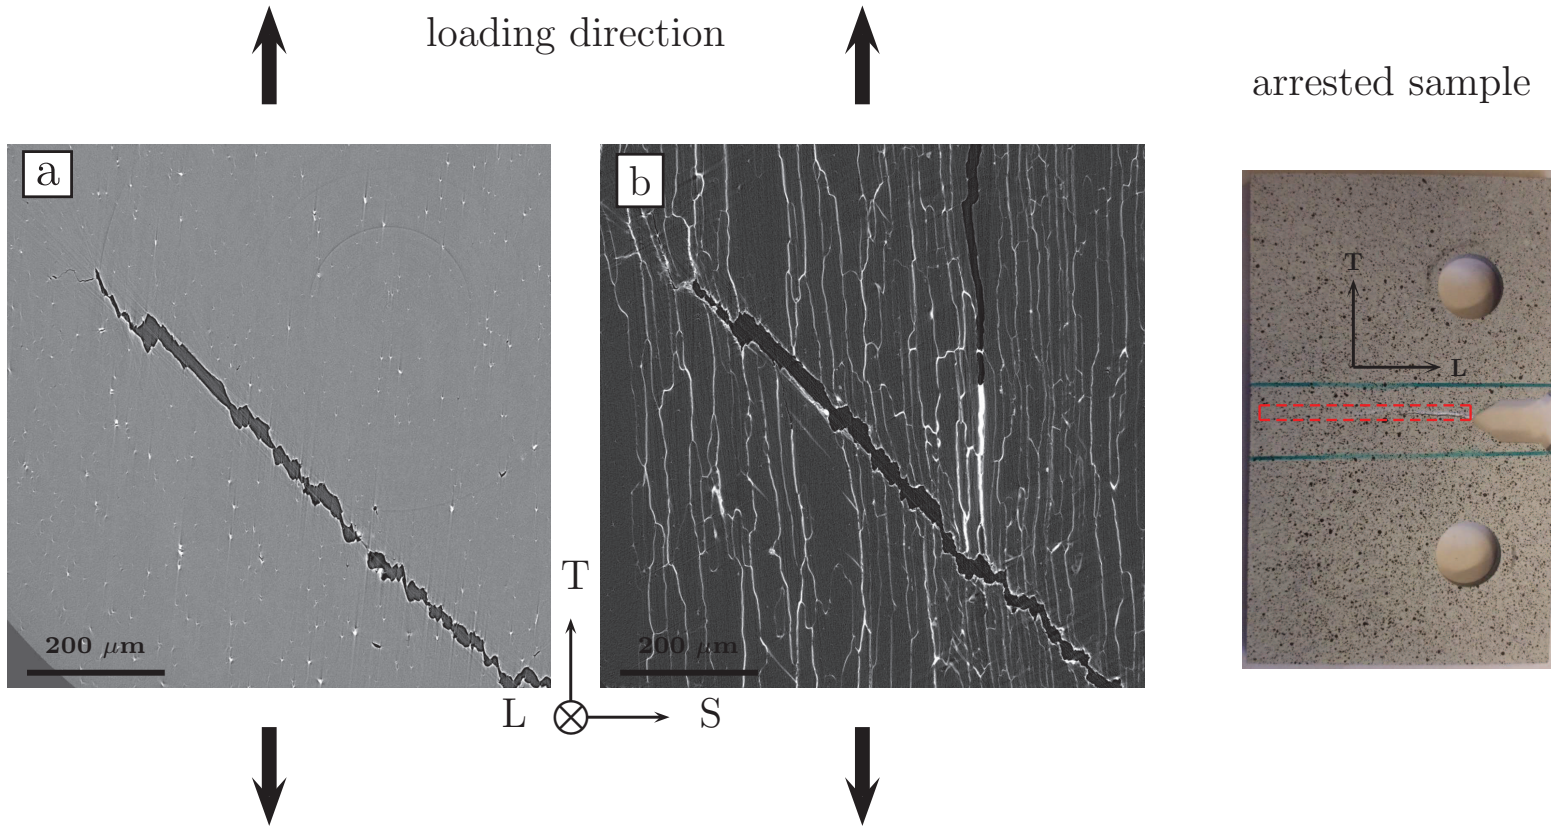 loading direction
arrested sample
a
b
T
L
200 μm
200 μm
T
L
S